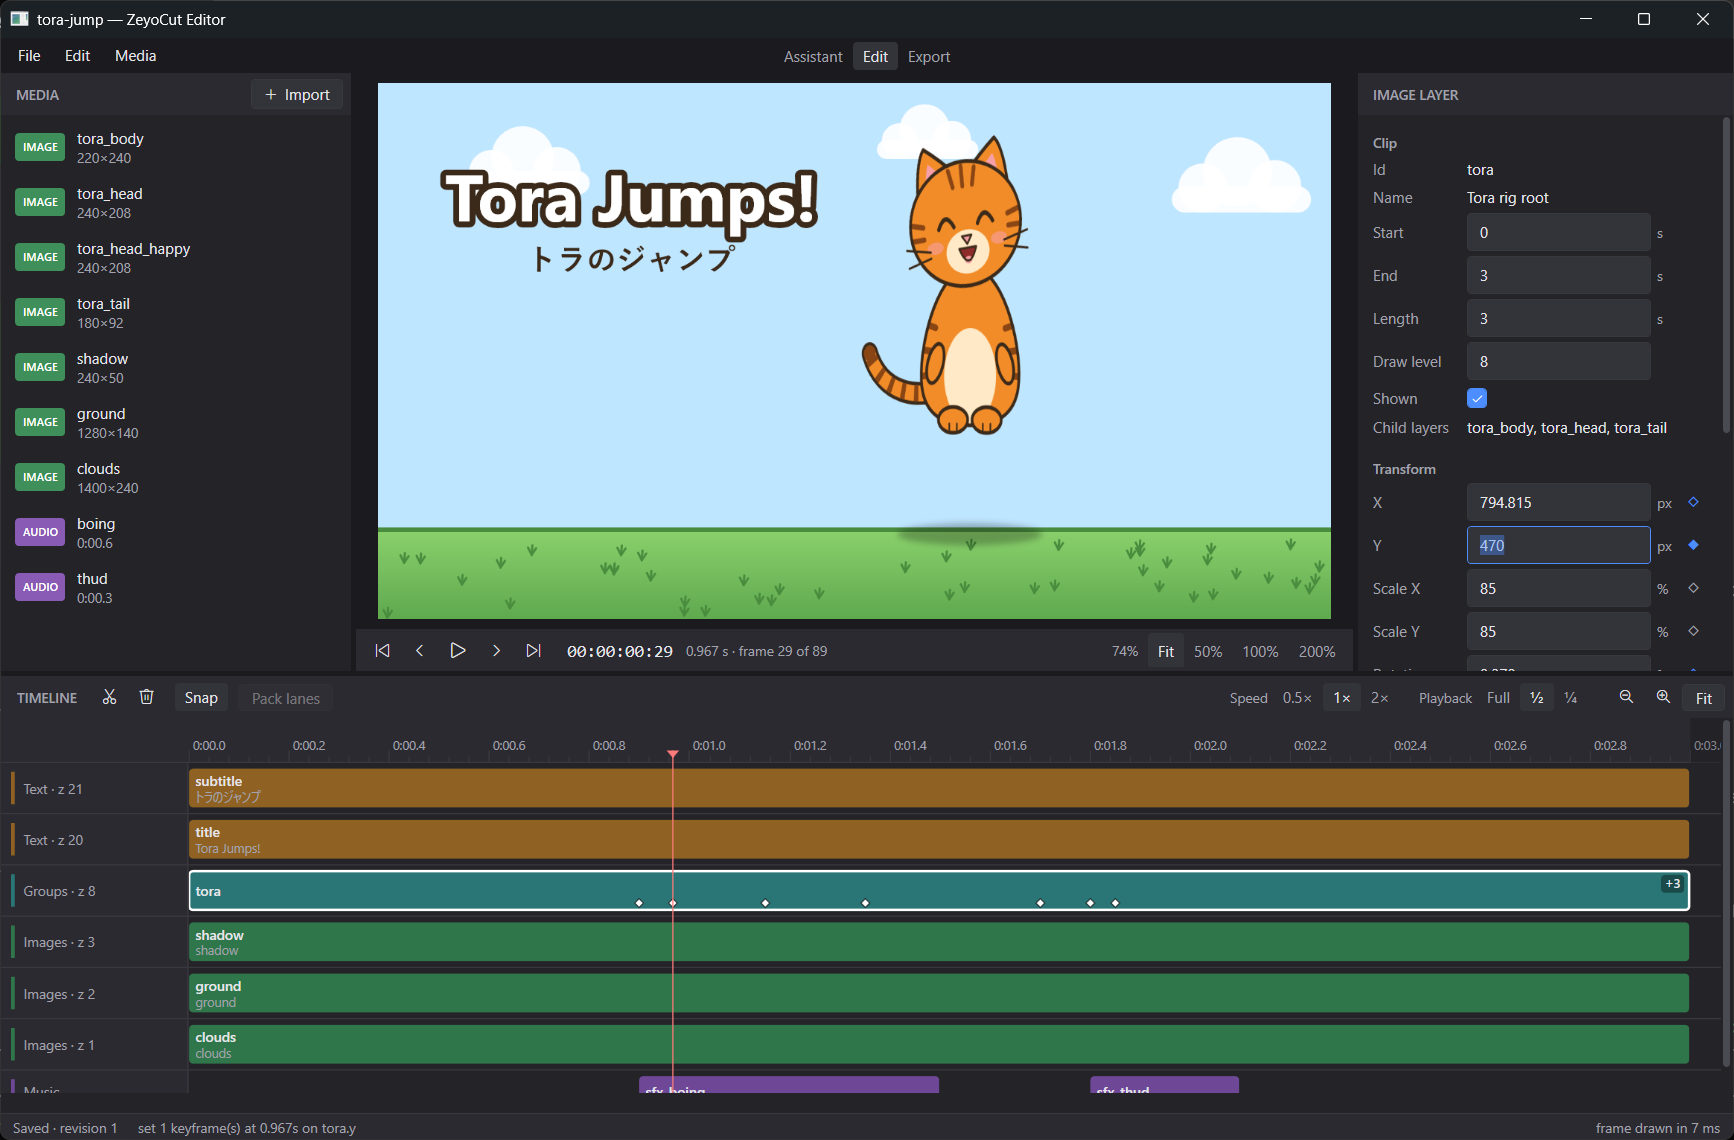 tora-jump — ZeyoCut Editor
File Edit Media
Assistant Edit Export
MEDIA
+ Import
IMAGE tora_body
220×240
IMAGE tora_head
240×208
IMAGE tora_head_happy
240×208
IMAGE tora_tail
180×92
IMAGE shadow
240×50
IMAGE ground
1280×140
IMAGE clouds
1400×240
AUDIO boing
0:00.6
AUDIO thud
0:00.3
Tora Jumps!
トラのジャンプ
00:00:00:29 0.967 s · frame 29 of 89
74% Fit 50% 100% 200%
IMAGE LAYER
Clip
Id tora
Name Tora rig root
Start 0 s
End 3 s
Length 3 s
Draw level 8
Shown
Child layers tora_body, tora_head, tora_tail
Transform
X 794.815 px
Y 470 px
Scale X 85 %
Scale Y 85 %
TIMELINE Snap Pack lanes
Speed 0.5× 1× 2× Playback Full ½ ¼ Fit
0:00.0 0:00.2 0:00.4 0:00.6 0:00.8 0:01.0 0:01.2 0:01.4 0:01.6 0:01.8 0:02.0 0:02.2 0:02.4 0:02.6 0:02.8 0:03.
Text · z 21 subtitle
トラのジャンプ
Text · z 20 title
Tora Jumps!
Groups · z 8 tora +3
Images · z 3 shadow
shadow
Images · z 2 ground
ground
Images · z 1 clouds
clouds
Music sfx_boing sfx_thud
Saved · revision 1 set 1 keyframe(s) at 0.967s on tora.y
frame drawn in 7 ms